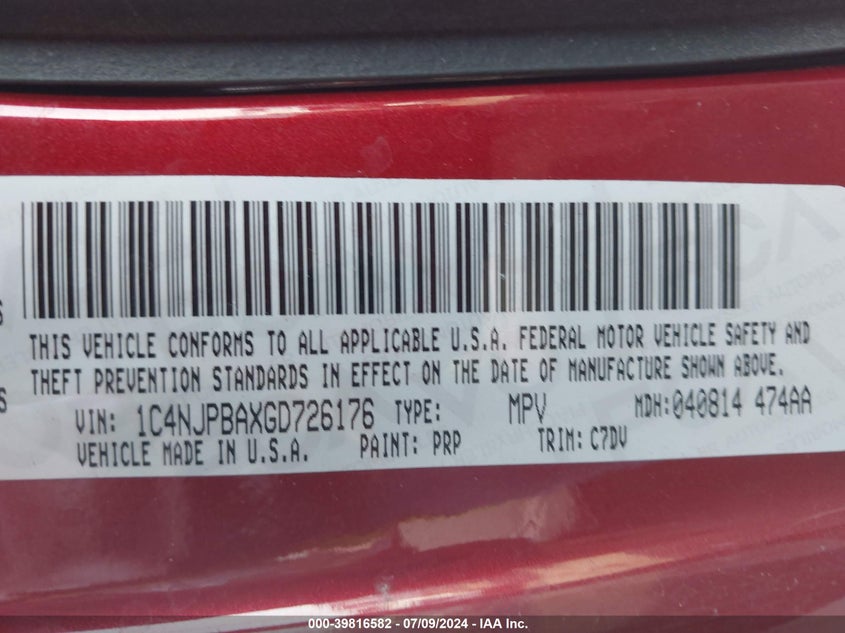 THIS VEHICLE CONFORMS TO ALL APPLICABLE U.S.A. FEDERAL MOTOR VEHICLE SAFETY AND
THEFT PREVENTION STANDARDS IN EFFECT ON THE DATE OF MANUFACTURE SHOWN ABOVE.
VIN: 1C4NJPBAXGD726176 TYPE: MPV MDH:040814 474AA
VEHICLE MADE IN U.S.A. PAINT: PRP TRIM: C7DV
000-39816582 - 07/09/2024 - IAA Inc.